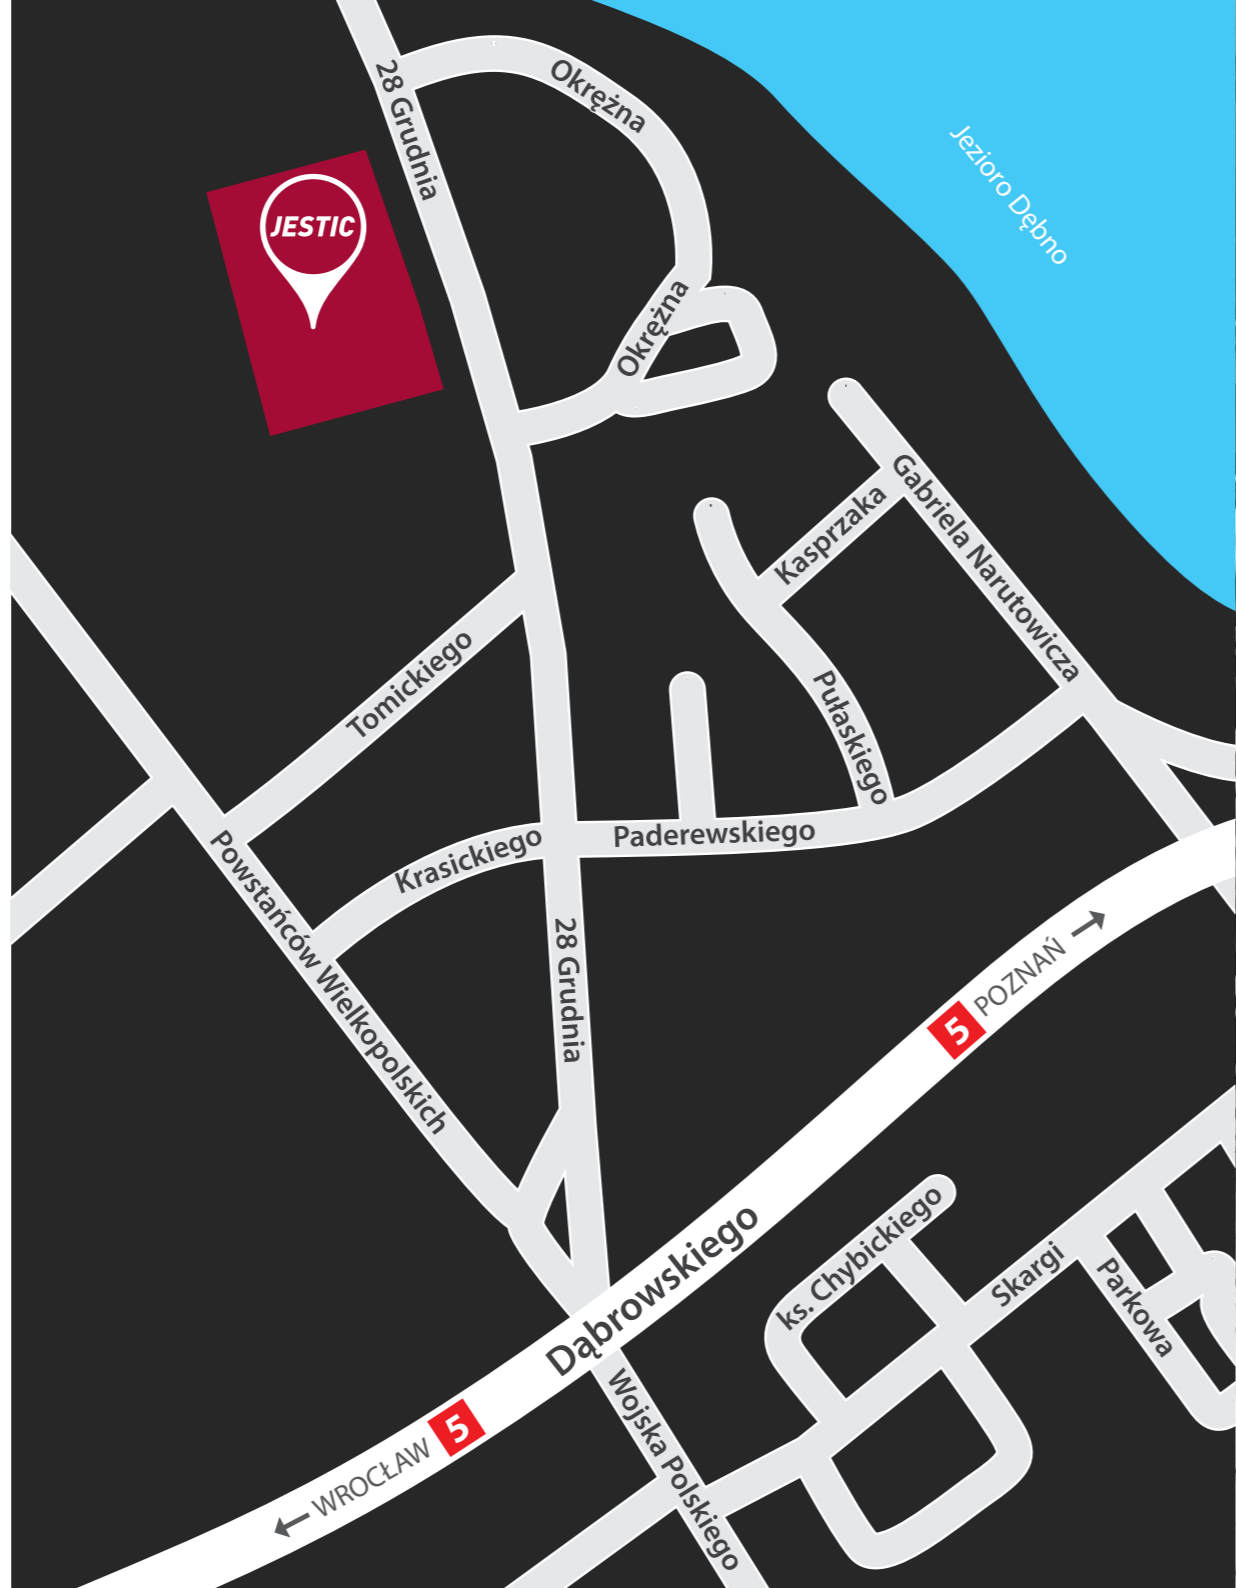 28 Grudnia
Okrężna
Jezioro Dębno
JESTIC
Okrężna
Gabriela Narutowicza
Kasprzaka
Tomickiego
Pułaskiego
Paderewskiego
Krasickiego
Powstańców Wielkopolskich
28 Grudnia
5 POZNAŃ →
Dąbrowskiego
ks. Chybickiego
Skargi
Parkowa
Wojska Polskiego
← WROCŁAW 5